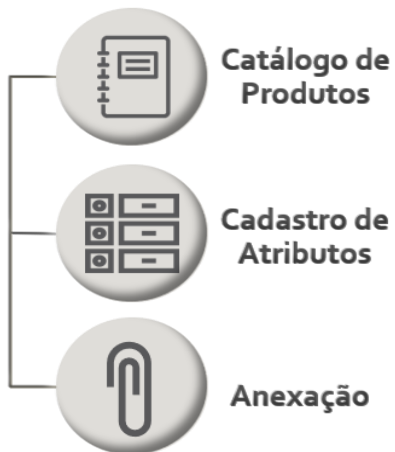 Catálogo de
Produtos
Cadastro de
Atributos
Anexação